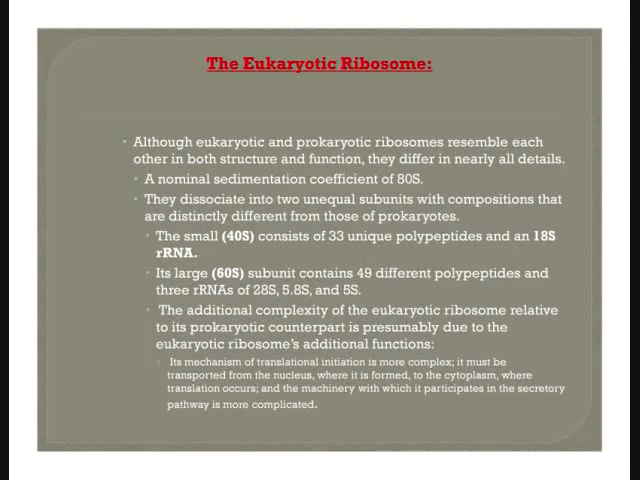 The Eukaryotic Ribosome:
Although eukaryotic and prokaryotic ribosomes resemble each
other in both structure and function, they differ in nearly all details.
A nominal sedimentation coefficient of 80S.
They dissociate into two unequal subunits with compositions that
are distinctly different from those of prokaryotes.
The small (40S) consists of 33 unique polypeptides and an 18S
rRNA.
Its large (60S) subunit contains 49 different polypeptides and
three rRNAs of 28S, 5.8S, and 5S.
The additional complexity of the eukaryotic ribosome relative
to its prokaryotic counterpart is presumably due to the
eukaryotic ribosome's additional functions:
Its mechanism of translational initiation is more complex; it must be
transported from the nucleus, where it is formed, to the cytoplasm, where
translation occurs; and the machinery with which it participates in the secretory
pathway is more complicated.